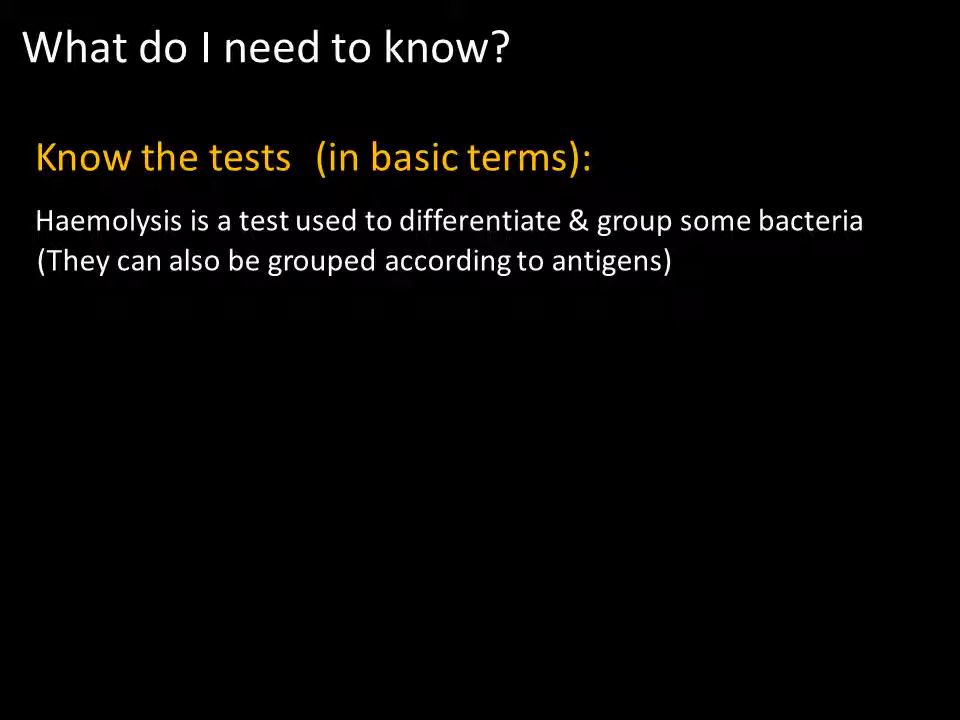 What do I need to know?
Know the tests (in basic terms):
Haemolysis is a test used to differentiate & group some bacteria
(They can also be grouped according to antigens)